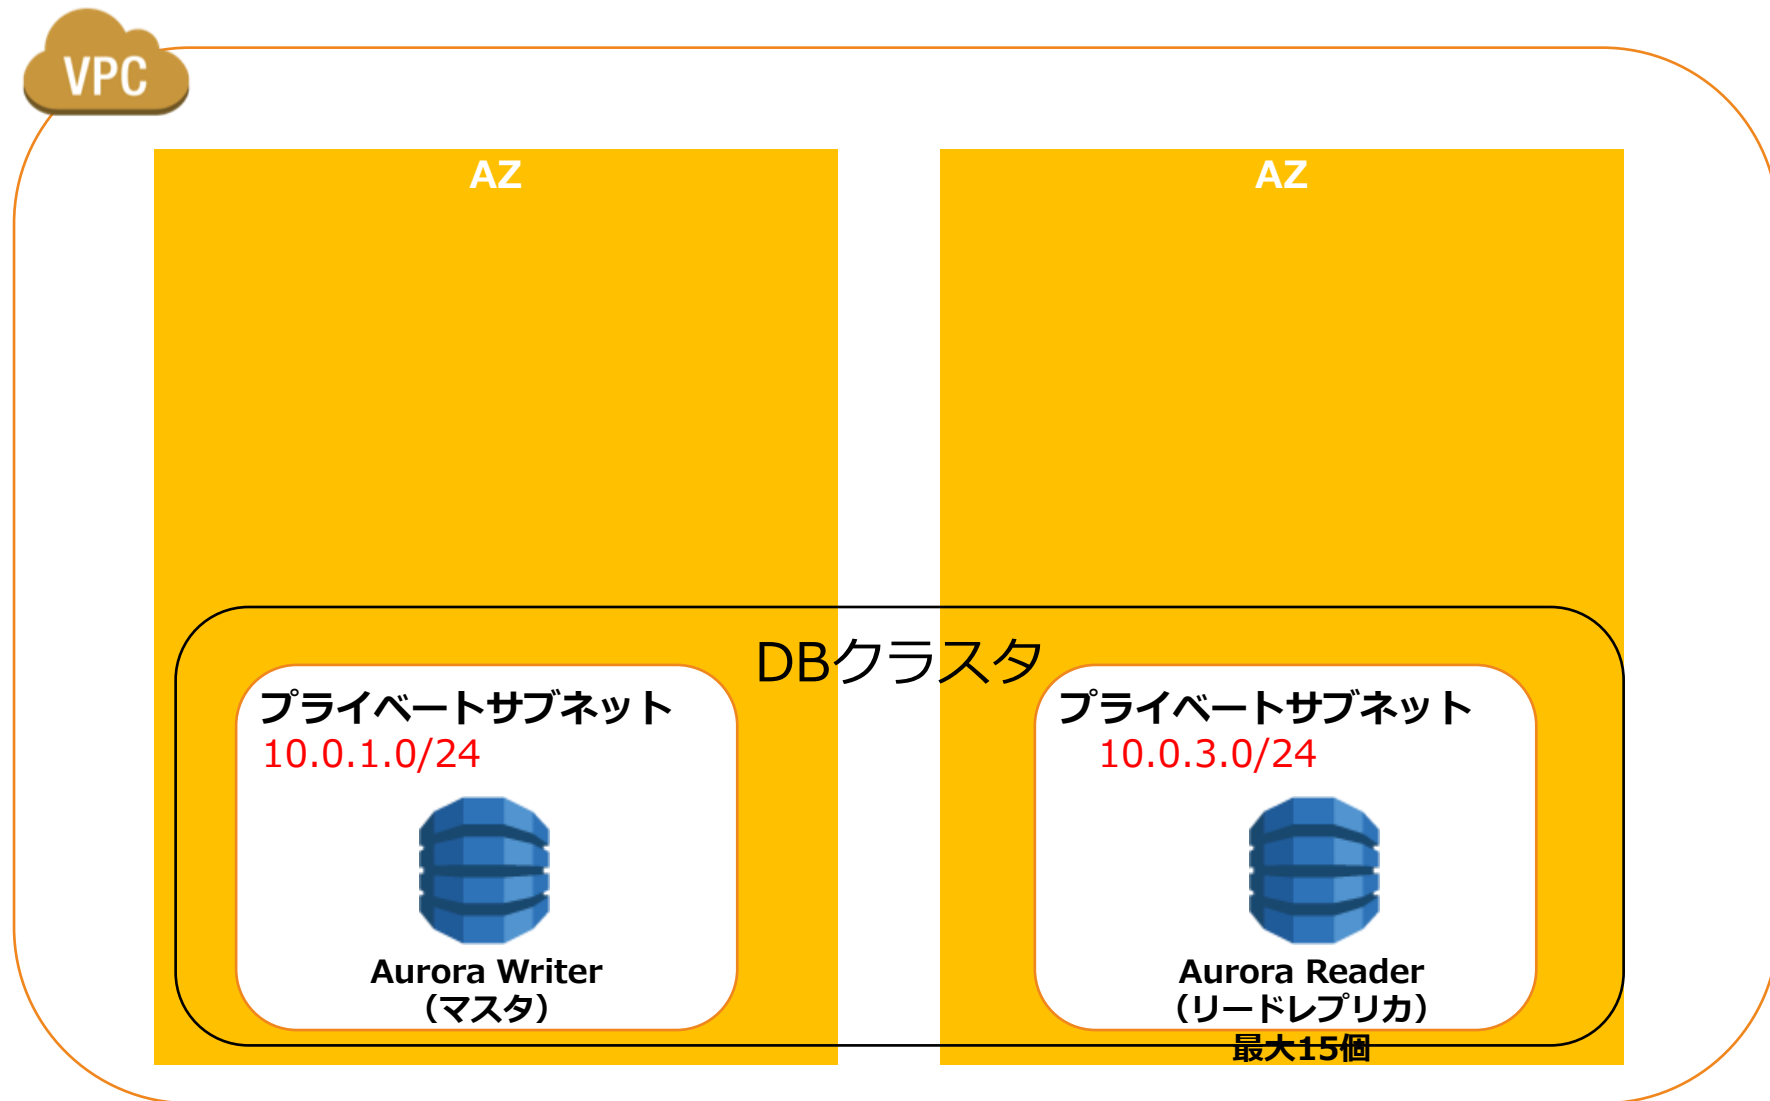 VPC
AZ
AZ
DBクラスタ
プライベートサブネット
10.0.1.0/24
Aurora Writer
（マスタ）
プライベートサブネット
10.0.3.0/24
Aurora Reader
（リードレプリカ）
最大15個